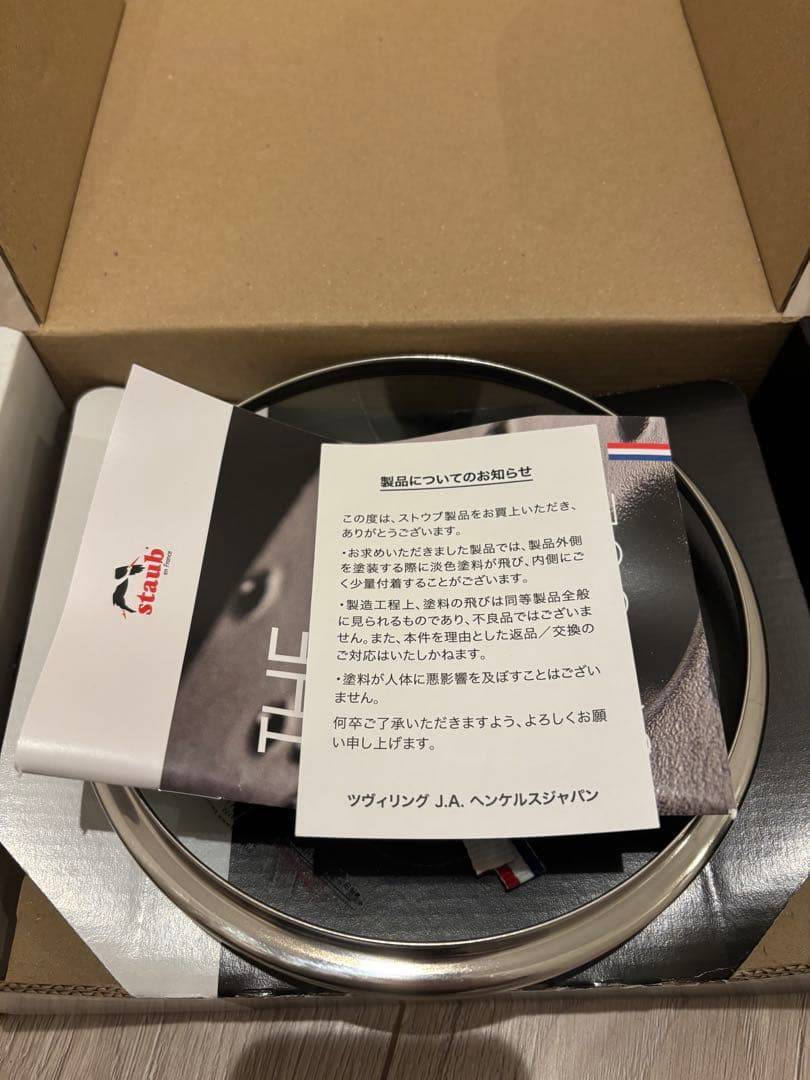 製品についてのお知らせ
この度は、ストウブ製品をお買上いただき、
ありがとうございます。
・お求めいただきました製品では、製品外側
を塗装する際に淡色塗料が飛び、内側にご
く少量付着することがございます。
・製造工程上、塗料の飛びは同等製品全般
に見られるものであり、不良品ではございま
せん。また、本件を理由とした返品／交換の
ご対応はいたしかねます。
・塗料が人体に悪影響を及ぼすことはござい
ません。
何卒ご了承いただきますよう、よろしくお願
い申し上げます。
ツヴィリング J.A. ヘンケルスジャパン
staub
in France
THE